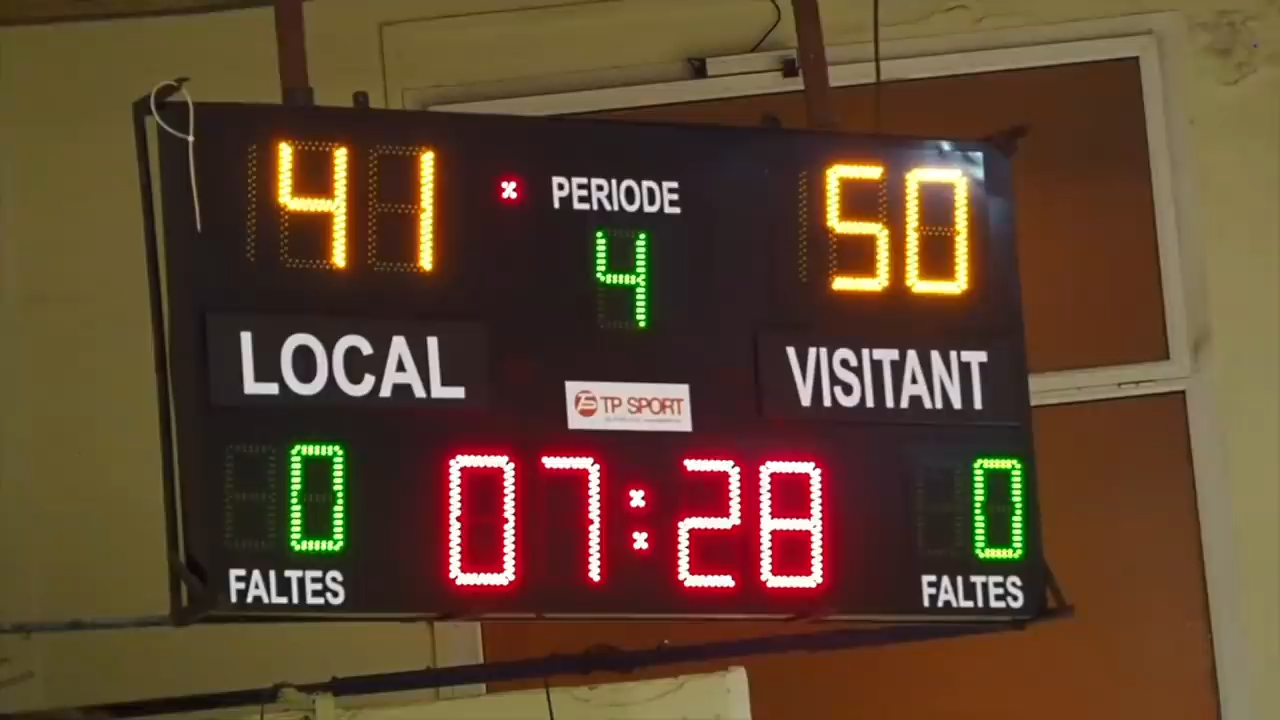 41 PERIODE 50
4
LOCAL VISITANT
TP SPORT
0 07:28 0
FALTES FALTES